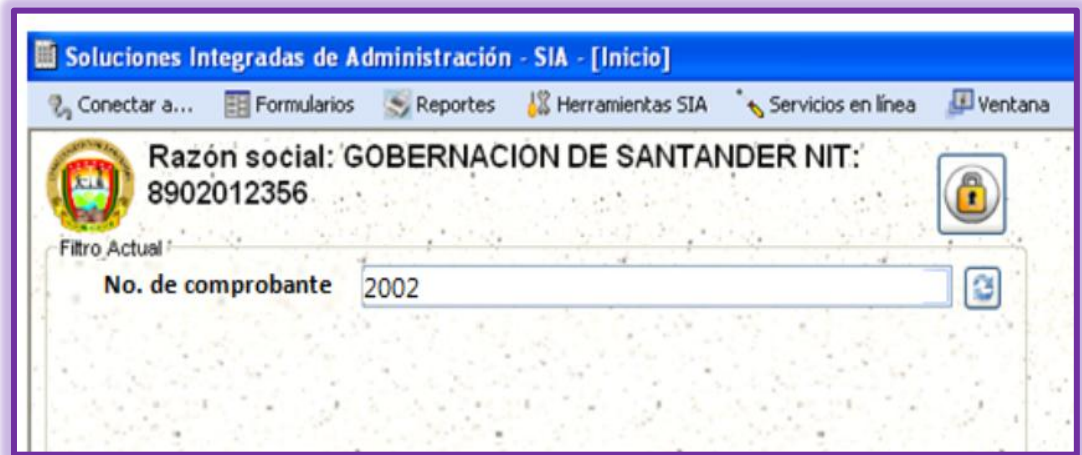 Soluciones Integradas de Administración - SIA - [Inicio]
Conectar a... Formularios Reportes Herramientas SIA Servicios en línea Ventana
Razón social: GOBERNACION DE SANTANDER NIT:
8902012356
Filtro Actual
No. de comprobante 2002